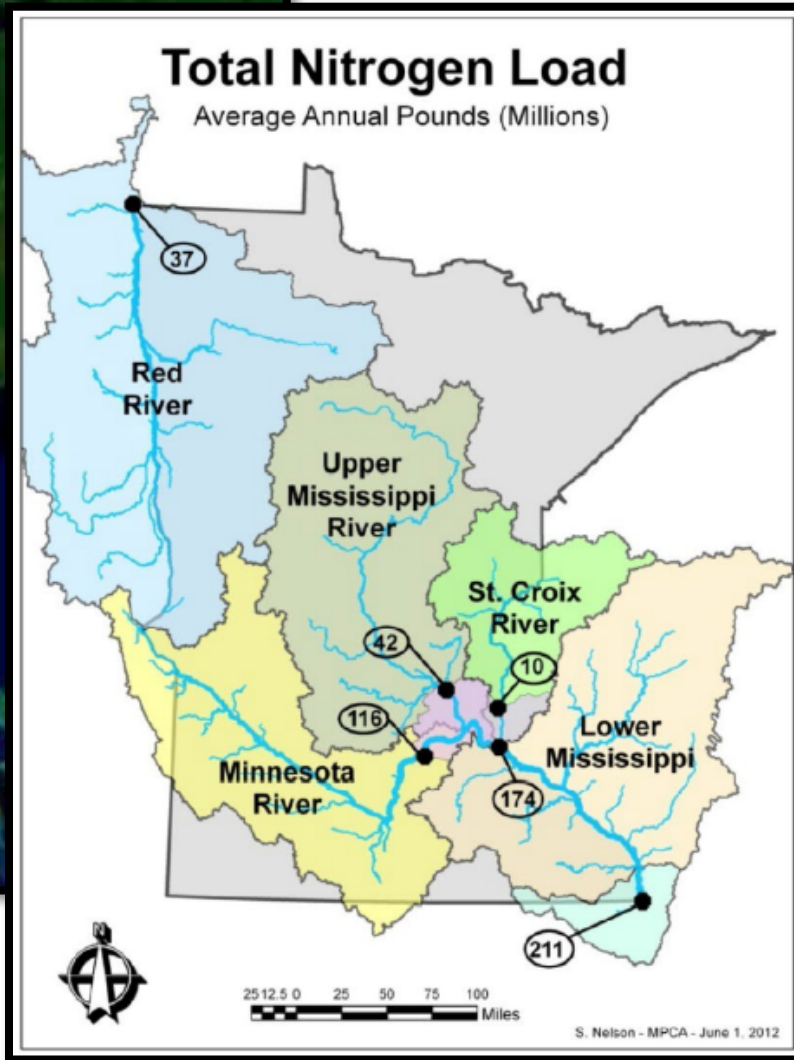 Total Nitrogen Load
Average Annual Pounds (Millions)
37
Red
River
Upper
Mississippi
River
St. Croix
River
42
10
116
Lower
Mississippi
Minnesota
River
174
211
N
25 12.5 0 25 50 75 100
Miles
S. Nelson - MPCA - June 1, 2012